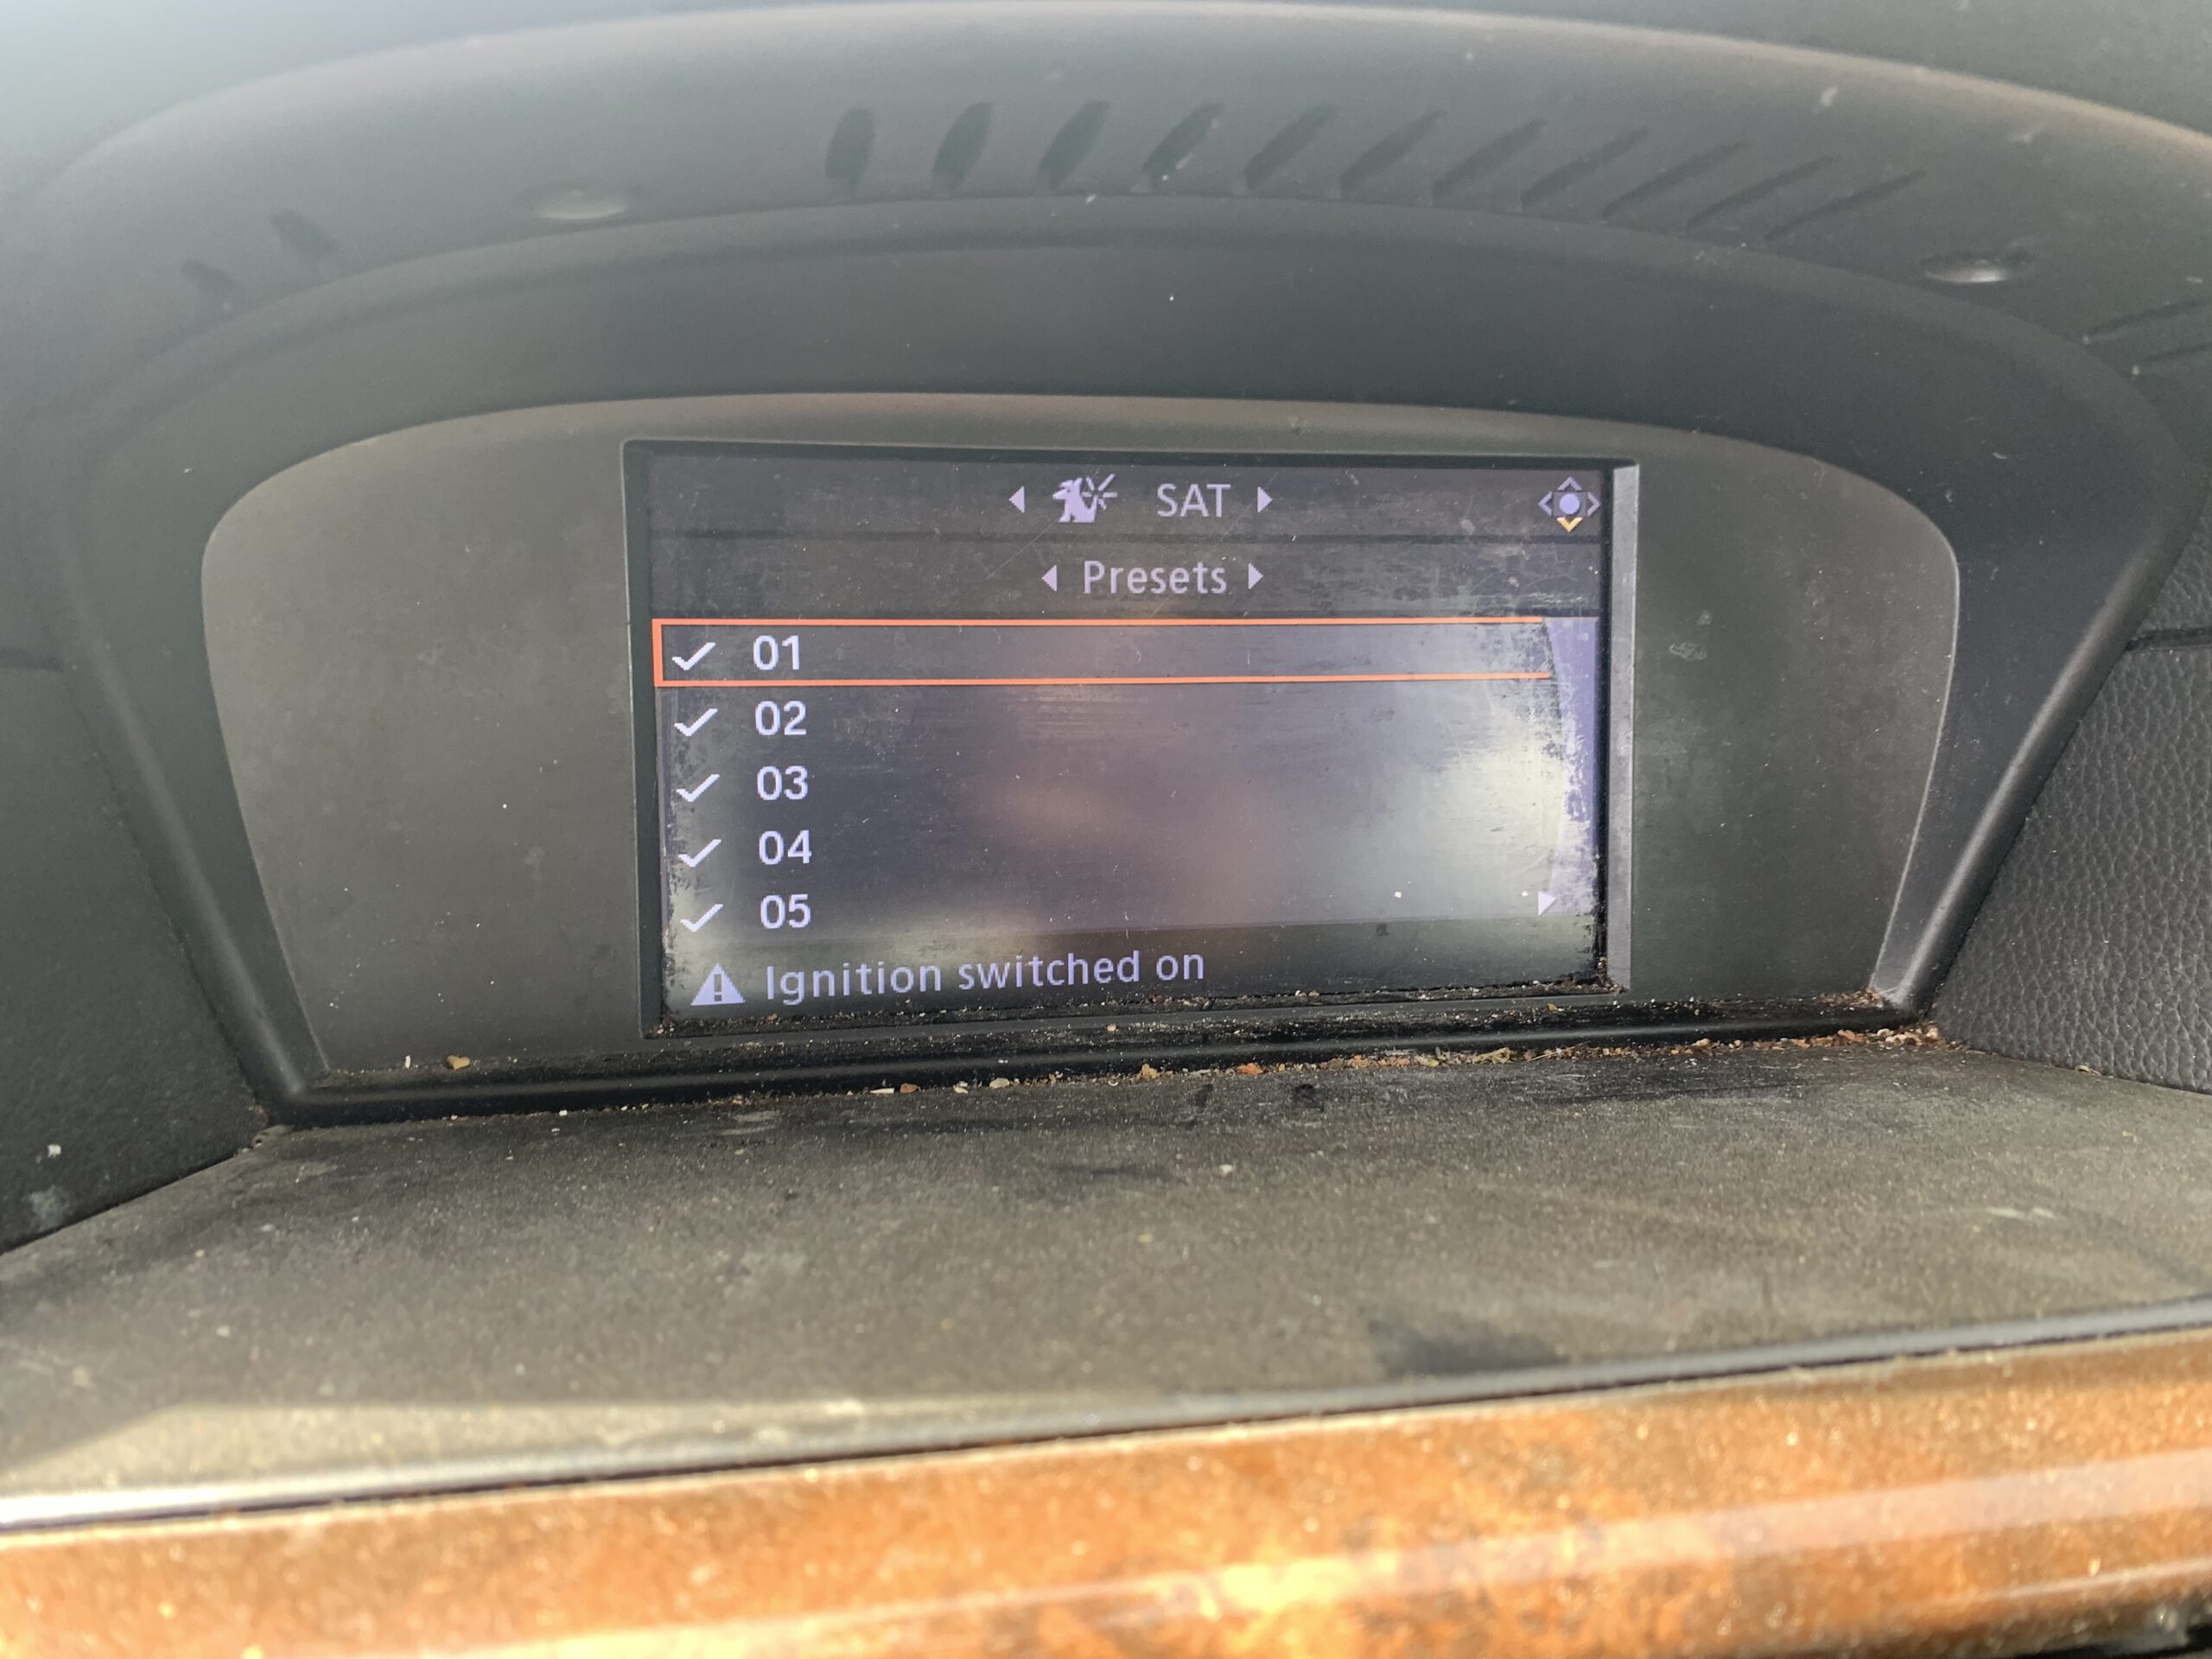 SAT
Presets
01
02
03
04
05
Ignition switched on